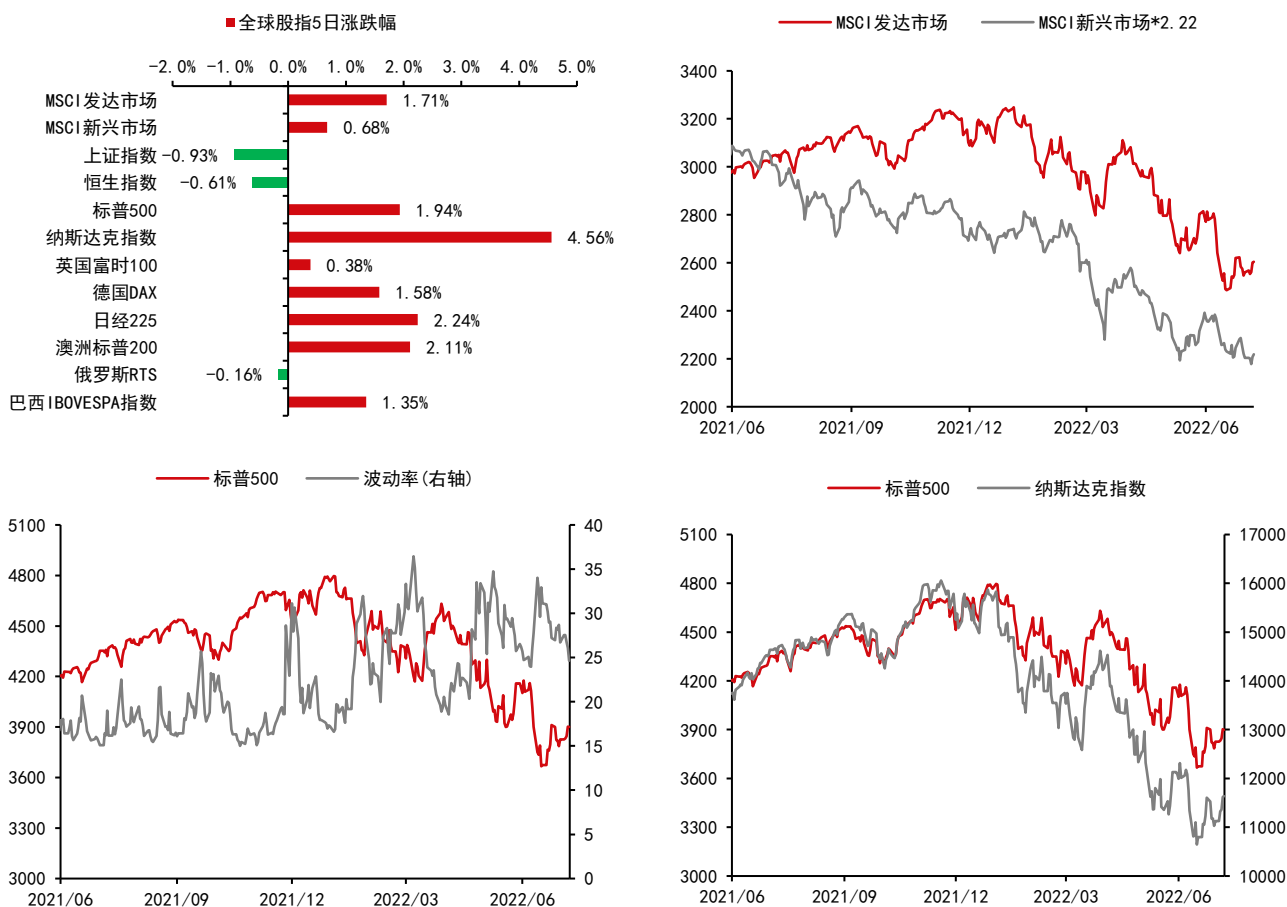 全球股指5日涨跌幅
-2.0% -1.0% 0.0% 1.0% 2.0% 3.0% 4.0% 5.0%
MSCI发达市场 1.71%
MSCI新兴市场 0.68%
上证指数 -0.93%
恒生指数 -0.61%
标普500 1.94%
纳斯达克指数 4.56%
英国富时100 0.38%
德国DAX 1.58%
日经225 2.24%
澳洲标普200 2.11%
俄罗斯RTS -0.16%
巴西IBOVESPA指数 1.35%
MSCI发达市场 MSCI新兴市场*2.22
3400
3200
3000
2800
2600
2400
2200
2000
2021/06 2021/09 2021/12 2022/03 2022/06
标普500 波动率(右轴)
5100 40
4800 35
4500 30
4200 25
3900 20
3600 15
3300 10
3000 5
0
2021/06 2021/09 2021/12 2022/03 2022/06
标普500 纳斯达克指数
5100 17000
4800 16000
4500 15000
4200 14000
3900 13000
3600 12000
3300 11000
3000 10000
2021/06 2021/09 2021/12 2022/03 2022/06